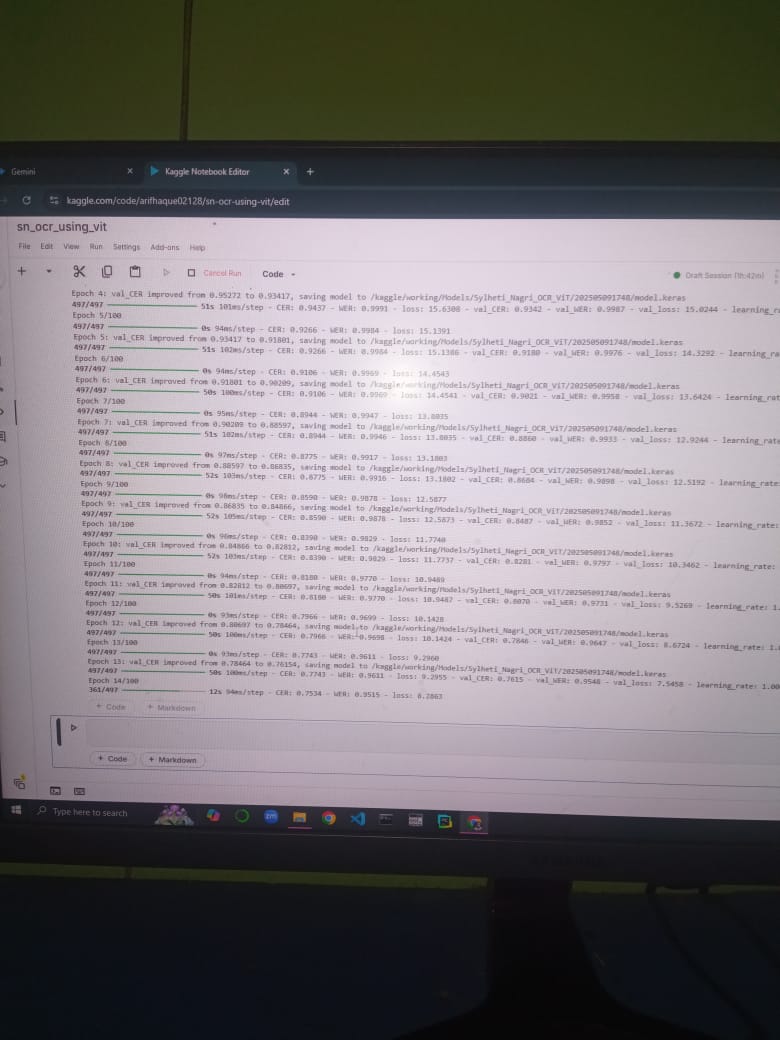 Gemini
Kaggle Notebook Editor
kaggle.com/code/arifhaque02128/sn-ocr-using-vit/edit
sn_ocr_using_vit
File Edit View Run Settings Add-ons Help
Cancel Run Code Draft Session (1h:42m)
Epoch 4: val_CER improved from 0.95272 to 0.93417, saving model to /kaggle/working/Models/Sylheti_Nagri_OCR_ViT/202505091748/model.keras
497/497 51s 101ms/step - CER: 0.9437 - WER: 0.9991 - loss: 15.6308 - val_CER: 0.9342 - val_WER: 0.9987 - val_loss: 15.0244 - learning_r
Epoch 5/100
497/497 0s 94ms/step - CER: 0.9266 - WER: 0.9984 - loss: 15.1391
Epoch 5: val_CER improved from 0.93417 to 0.91801, saving model to /kaggle/working/Models/Sylheti_Nagri_OCR_ViT/202505091748/model.keras
497/497 51s 102ms/step - CER: 0.9266 - WER: 0.9984 - loss: 15.1386 - val_CER: 0.9180 - val_WER: 0.9976 - val_loss: 14.3292 - learning_ra
Epoch 6/100
497/497 0s 94ms/step - CER: 0.9106 - WER: 0.9969 - loss: 14.4543
Epoch 6: val_CER improved from 0.91801 to 0.90209, saving model to /kaggle/working/Models/Sylheti_Nagri_OCR_ViT/202505091748/model.keras
497/497 50s 100ms/step - CER: 0.9106 - WER: 0.9969 - loss: 14.4541 - val_CER: 0.9021 - val_WER: 0.9958 - val_loss: 13.6424 - learning_rat
Epoch 7/100
497/497 0s 95ms/step - CER: 0.8944 - WER: 0.9947 - loss: 13.8035
Epoch 7: val_CER improved from 0.90209 to 0.88597, saving model to /kaggle/working/Models/Sylheti_Nagri_OCR_ViT/202505091748/model.keras
497/497 51s 102ms/step - CER: 0.8944 - WER: 0.9946 - loss: 13.8035 - val_CER: 0.8860 - val_WER: 0.9933 - val_loss: 12.9244 - learning_rate
Epoch 8/100
497/497 0s 97ms/step - CER: 0.8775 - WER: 0.9917 - loss: 13.1803
Epoch 8: val_CER improved from 0.88597 to 0.86835, saving model to /kaggle/working/Models/Sylheti_Nagri_OCR_ViT/202505091748/model.keras
497/497 52s 103ms/step - CER: 0.8775 - WER: 0.9916 - loss: 13.1802 - val_CER: 0.8684 - val_WER: 0.9898 - val_loss: 12.5192 - learning_rate:
Epoch 9/100
497/497 0s 98ms/step - CER: 0.8590 - WER: 0.9878 - loss: 12.5877
Epoch 9: val_CER improved from 0.86835 to 0.84866, saving model to /kaggle/working/Models/Sylheti_Nagri_OCR_ViT/202505091748/model.keras
497/497 52s 105ms/step - CER: 0.8590 - WER: 0.9878 - loss: 12.5873 - val_CER: 0.8487 - val_WER: 0.9852 - val_loss: 11.3672 - learning_rate:
Epoch 10/100
497/497 0s 96ms/step - CER: 0.8390 - WER: 0.9829 - loss: 11.7740
Epoch 10: val_CER improved from 0.84866 to 0.82812, saving model to /kaggle/working/Models/Sylheti_Nagri_OCR_ViT/202505091748/model.keras
497/497 52s 103ms/step - CER: 0.8390 - WER: 0.9829 - loss: 11.7737 - val_CER: 0.8281 - val_WER: 0.9797 - val_loss: 10.3462 - learning_rate:
Epoch 11/100
497/497 0s 94ms/step - CER: 0.8180 - WER: 0.9770 - loss: 10.9489
Epoch 11: val_CER improved from 0.82812 to 0.80697, saving model to /kaggle/working/Models/Sylheti_Nagri_OCR_ViT/202505091748/model.keras
497/497 50s 101ms/step - CER: 0.8180 - WER: 0.9770 - loss: 10.9487 - val_CER: 0.8070 - val_WER: 0.9731 - val_loss: 9.5269 - learning_rate: 1.
Epoch 12/100
497/497 0s 93ms/step - CER: 0.7966 - WER: 0.9699 - loss: 10.1428
Epoch 12: val_CER improved from 0.80697 to 0.78464, saving model to /kaggle/working/Models/Sylheti_Nagri_OCR_ViT/202505091748/model.keras
497/497 50s 100ms/step - CER: 0.7966 - WER: 0.9698 - loss: 10.1424 - val_CER: 0.7846 - val_WER: 0.9647 - val_loss: 8.6724 - learning_rate: 1.0
Epoch 13/100
497/497 0s 93ms/step - CER: 0.7743 - WER: 0.9611 - loss: 9.2960
Epoch 13: val_CER improved from 0.78464 to 0.76154, saving model to /kaggle/working/Models/Sylheti_Nagri_OCR_ViT/202505091748/model.keras
497/497 50s 100ms/step - CER: 0.7743 - WER: 0.9611 - loss: 9.2955 - val_CER: 0.7615 - val_WER: 0.9548 - val_loss: 7.5458 - learning_rate: 1.00
Epoch 14/100
361/497 12s 94ms/step - CER: 0.7534 - WER: 0.9515 - loss: 8.2863
+ Code + Markdown
+ Code + Markdown
Type here to search
zm